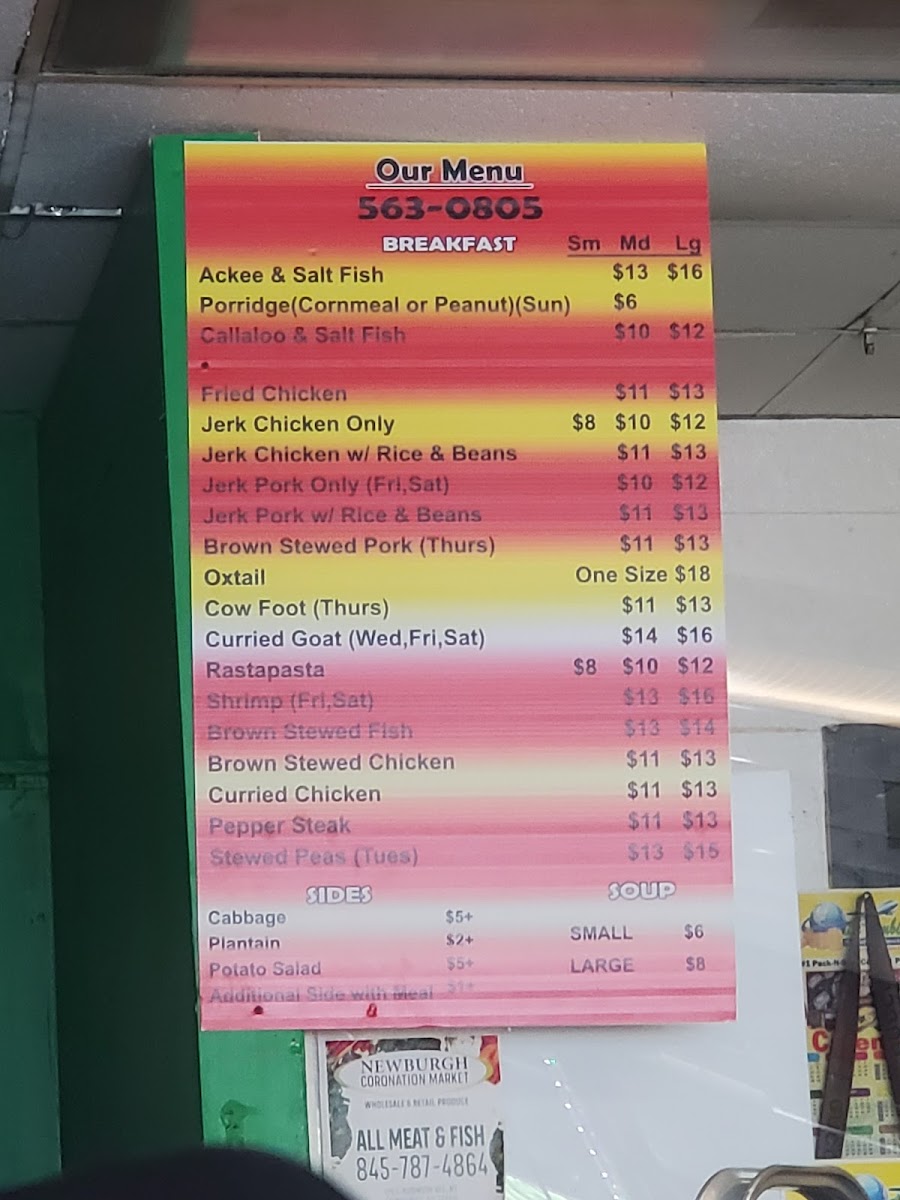 Our Menu
563-0805
BREAKFAST Sm Md Lg
Ackee & Salt Fish $13 $16
Porridge(Cornmeal or Peanut)(Sun) $6
Callaloo & Salt Fish $10 $12
Fried Chicken $11 $13
Jerk Chicken Only $8 $10 $12
Jerk Chicken w/ Rice & Beans $11 $13
Jerk Pork Only (Fri,Sat) $10 $12
Jerk Pork w/ Rice & Beans $11 $13
Brown Stewed Pork (Thurs) $11 $13
Oxtail One Size $18
Cow Foot (Thurs) $11 $13
Curried Goat (Wed,Fri,Sat) $14 $16
Rastapasta $8 $10 $12
Shrimp (Fri,Sat) $13 $16
Brown Stewed Fish $13 $14
Brown Stewed Chicken $11 $13
Curried Chicken $11 $13
Pepper Steak $11 $13
Stewed Peas (Tues) $13 $15
SIDES
Cabbage $5+
Plantain $2+
Potato Salad $5+
Additional Side with Meal $1+
SOUP
SMALL $6
LARGE $8
NEWBURGH
CORONATION MARKET
WHOLESALE & RETAIL PRODUCE
ALL MEAT & FISH
845-787-4864